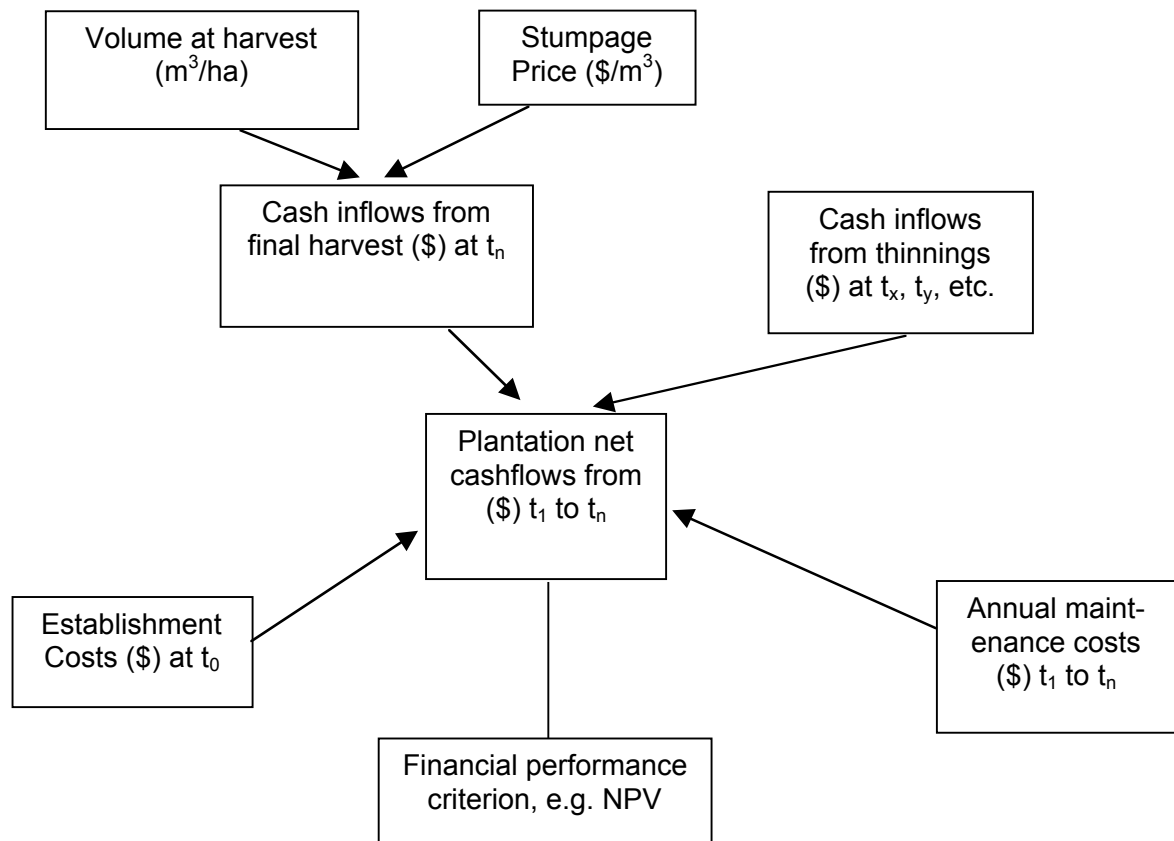 Volume at harvest
(m³/ha)
Stumpage
Price ($/m³)
Cash inflows from
final harvest ($) at tₙ
Cash inflows
from thinnings
($) at tₓ, tᵧ, etc.
Plantation net
cashflows from
($) t₁ to tₙ
Establishment
Costs ($) at t₀
Annual maint-
enance costs
($) t₁ to tₙ
Financial performance
criterion, e.g. NPV